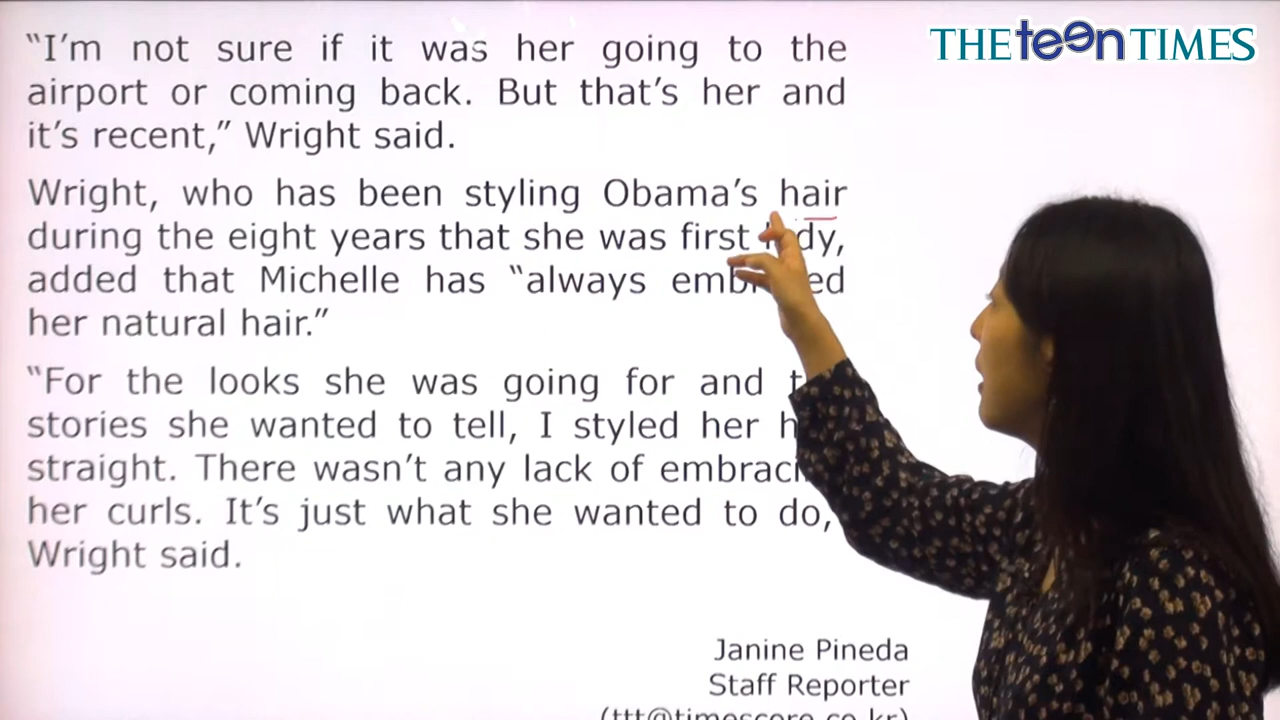 THE teen TIMES
“I’m not sure if it was her going to the
airport or coming back. But that’s her and
it’s recent,” Wright said.
Wright, who has been styling Obama’s hair
during the eight years that she was first
added that Michelle has “always
her natural hair.”
“For the looks she was going for and
stories she wanted to tell, I styled her
straight. There wasn’t any lack of
her curls. It’s just what she wanted to do,
Wright said.
Janine Pineda
Staff Reporter
(ttt@timescore.co.kr)